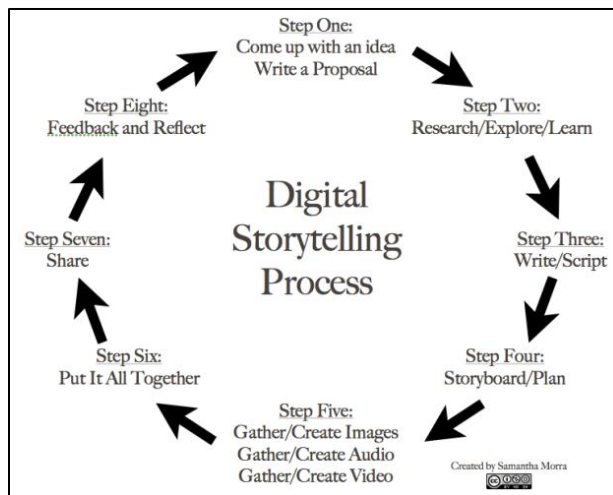 Step One:
Come up with an idea
Write a Proposal
Step Two:
Research/Explore/Learn
Step Three:
Write/Script
Step Four:
Storyboard/Plan
Step Five:
Gather/Create Images
Gather/Create Audio
Gather/Create Video
Step Six:
Put It All Together
Step Seven:
Share
Step Eight:
Feedback and Reflect
Digital
Storytelling
Process
Created by Samantha Morra